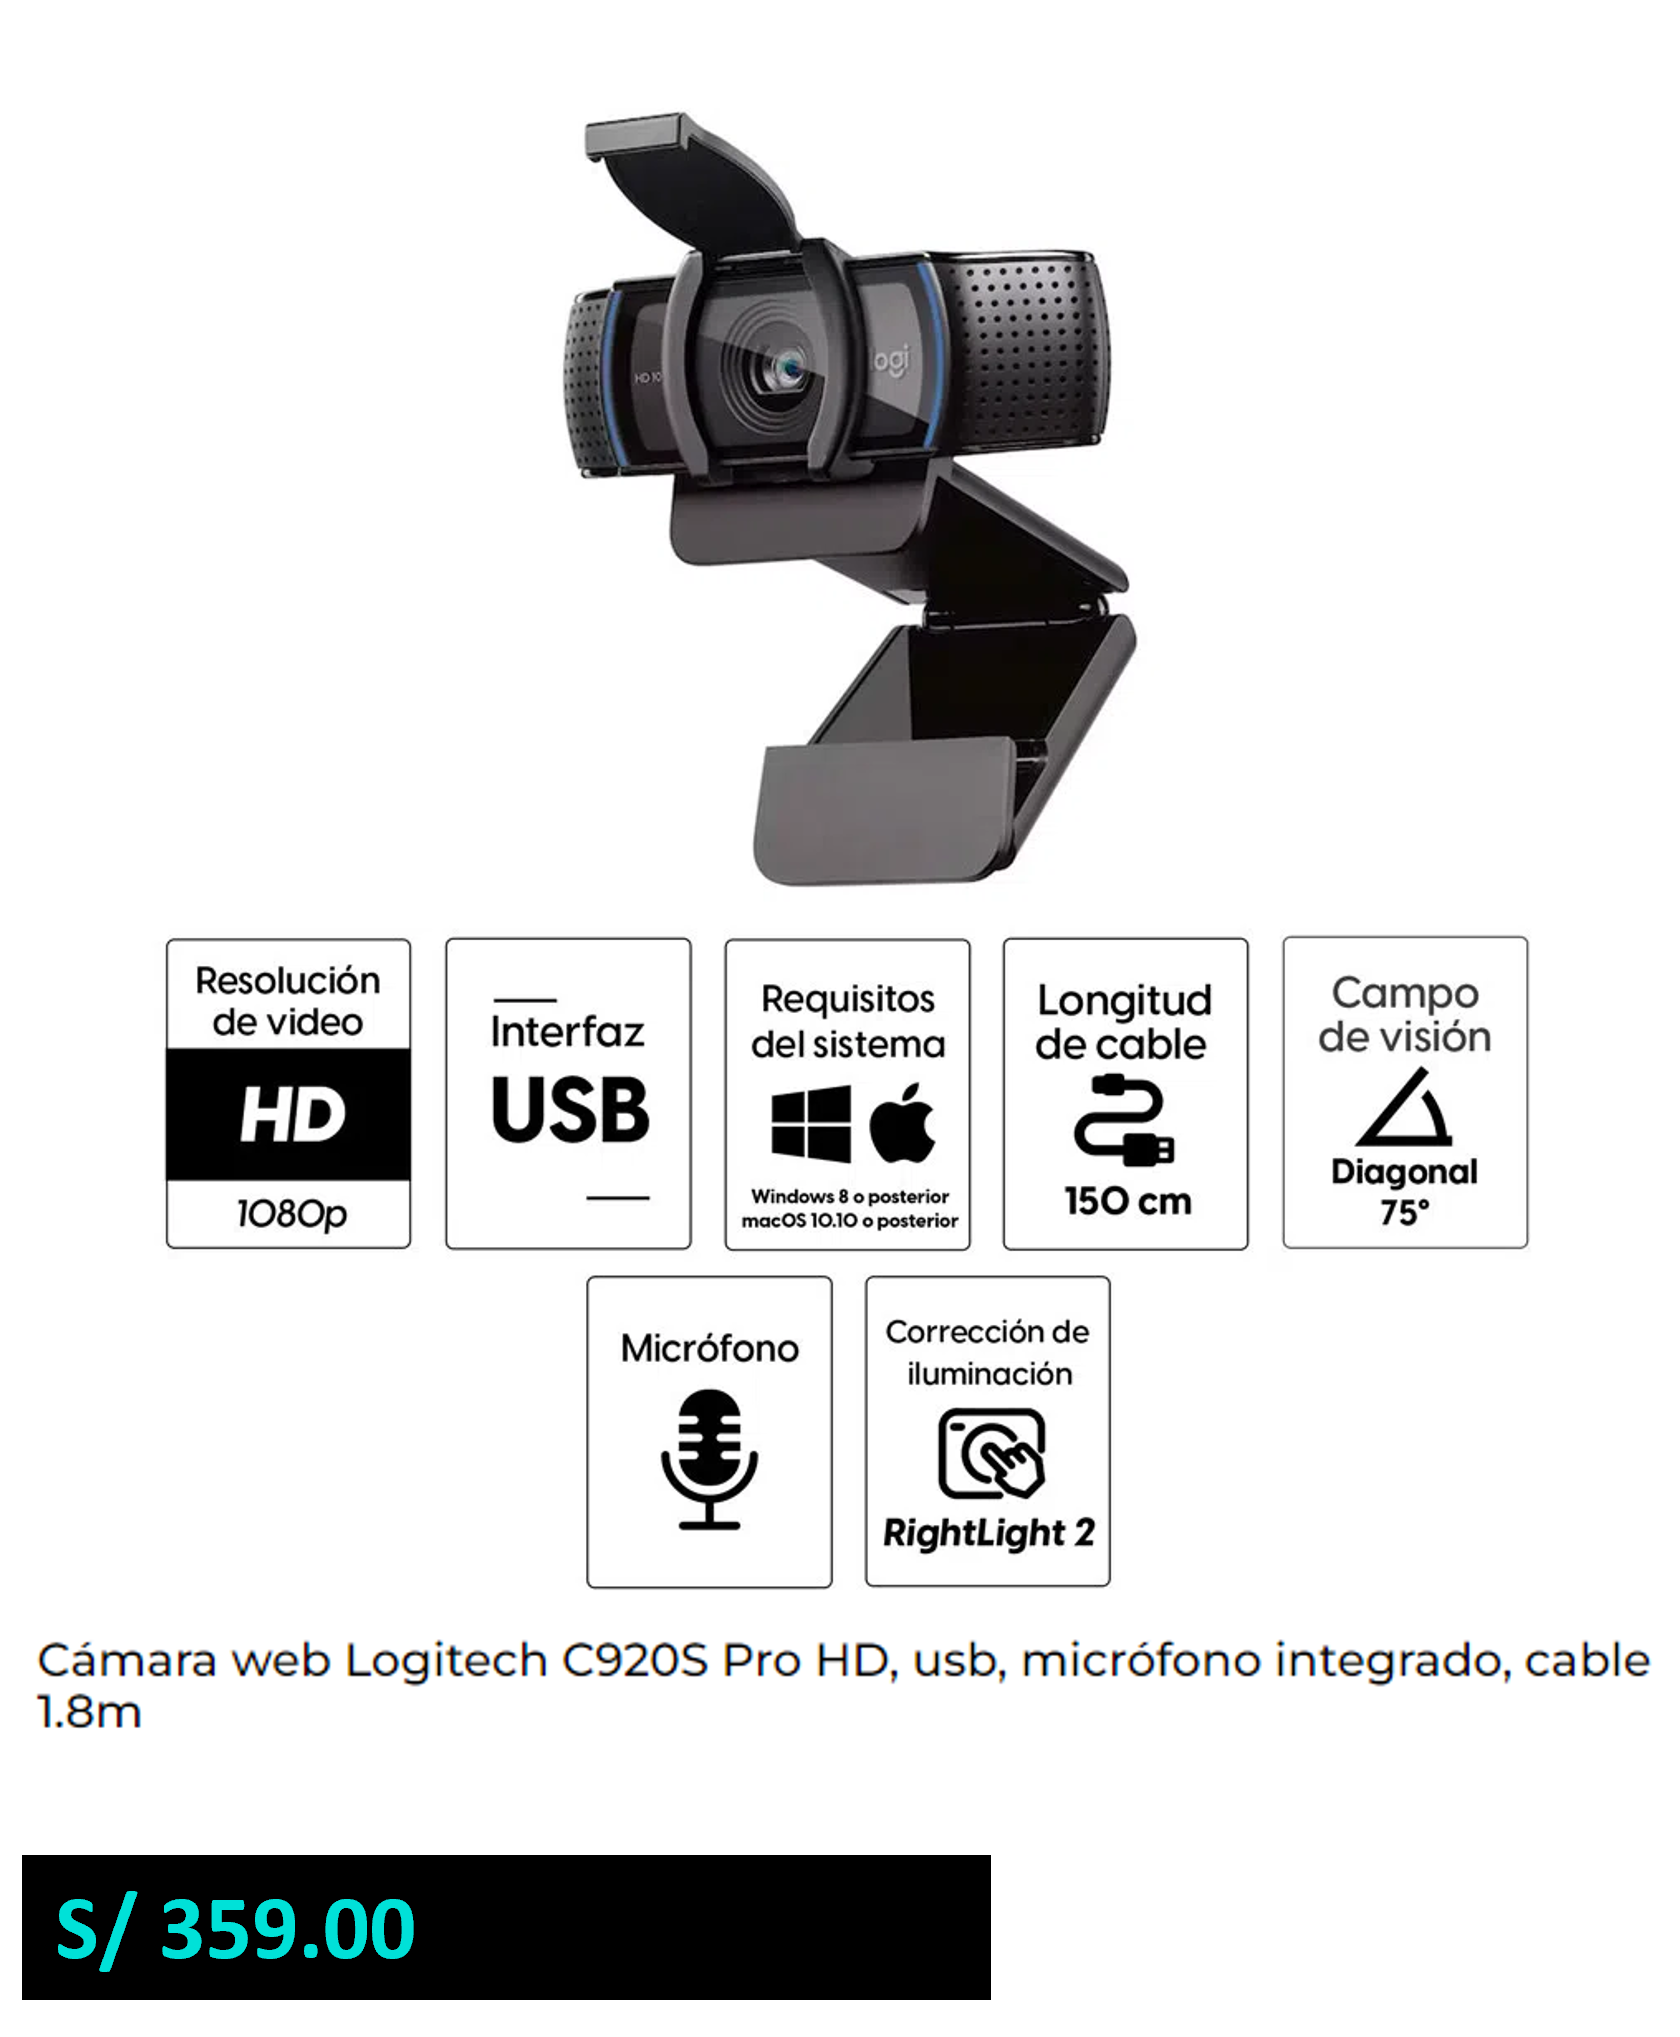 HD 10
logi
Resolución
de video
HD
1080p
Interfaz
USB
Requisitos
del sistema
Windows 8 o posterior
macOS 10.10 o posterior
Longitud
de cable
150 cm
Campo
de visión
Diagonal
75°
Micrófono
Corrección de
iluminación
RightLight 2
Cámara web Logitech C920S Pro HD, usb, micrófono integrado, cable
1.8m
S/ 359.00